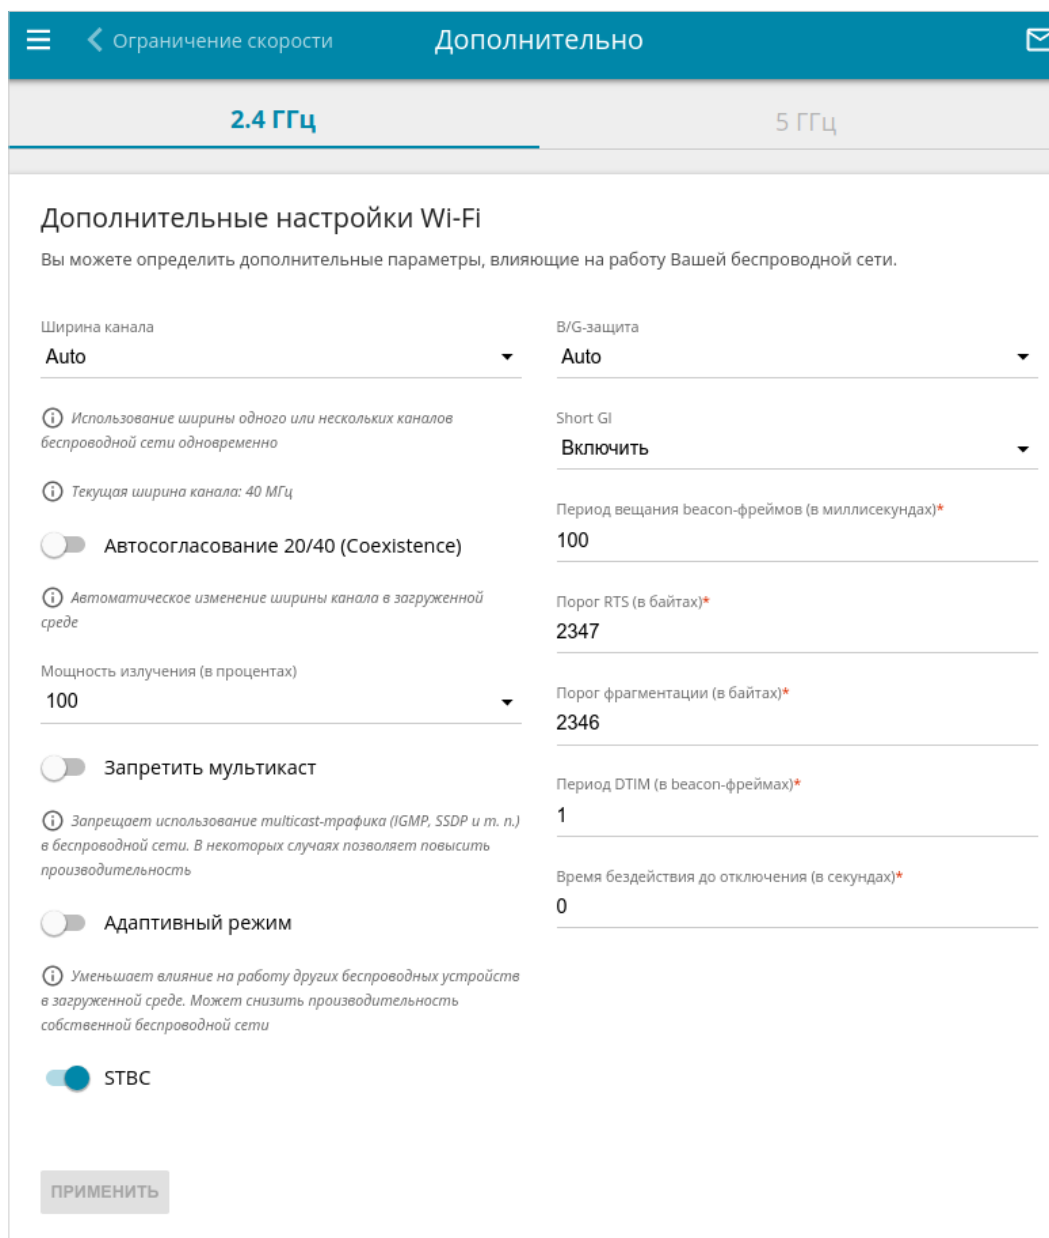 Ограничение скорости
Дополнительно
2.4 ГГц
5 ГГц
Дополнительные настройки Wi-Fi
Вы можете определить дополнительные параметры, влияющие на работу Вашей беспроводной сети.
Ширина канала
Auto
Использование ширины одного или нескольких каналов
беспроводной сети одновременно
Текущая ширина канала: 40 МГц
Автосогласование 20/40 (Coexistence)
Автоматическое изменение ширины канала в загруженной
среде
Мощность излучения (в процентах)
100
Запретить мультикаст
Запрещает использование multicast-трафика (IGMP, SSDP и т. п.)
в беспроводной сети. В некоторых случаях позволяет повысить
производительность
Адаптивный режим
Уменьшает влияние на работу других беспроводных устройств
в загруженной среде. Может снизить производительность
собственной беспроводной сети
STBC
ПРИМЕНИТЬ
B/G-защита
Auto
Short GI
Включить
Период вещания beacon-фреймов (в миллисекундах)*
100
Порог RTS (в байтах)*
2347
Порог фрагментации (в байтах)*
2346
Период DTIM (в beacon-фреймах)*
1
Время бездействия до отключения (в секундах)*
0